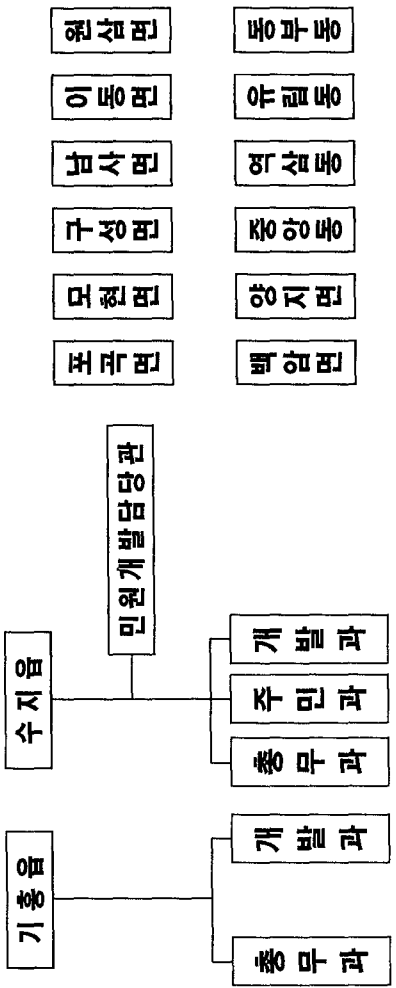 기흥읍
총무과
개발과
수지읍
민원개발담당관
총무과
주민과
개발과
포곡면
모현면
구성면
남사면
이동면
원삼면
백암면
양지면
중앙동
역삼동
유림동
동부동